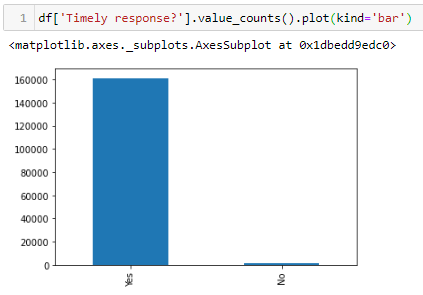 1 df['Timely response?'].value_counts().plot(kind='bar')
<matplotlib.axes._subplots.AxesSubplot at 0x1dbedd9edc0>
160000
140000
120000
100000
80000
60000
40000
20000
0
Yes
No